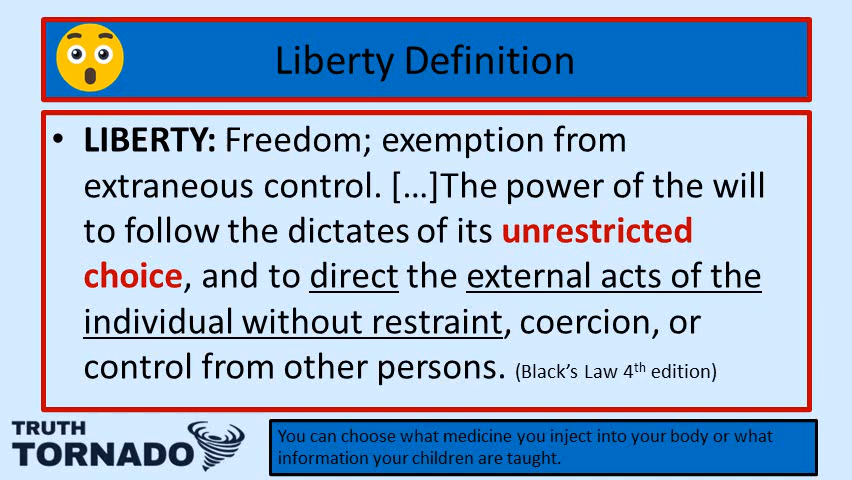 Liberty Definition
• LIBERTY: Freedom; exemption from
extraneous control. […]The power of the will
to follow the dictates of its unrestricted
choice, and to direct the external acts of the
individual without restraint, coercion, or
control from other persons. (Black’s Law 4th edition)
TRUTH
TORNADO
You can choose what medicine you inject into your body or what
information your children are taught.